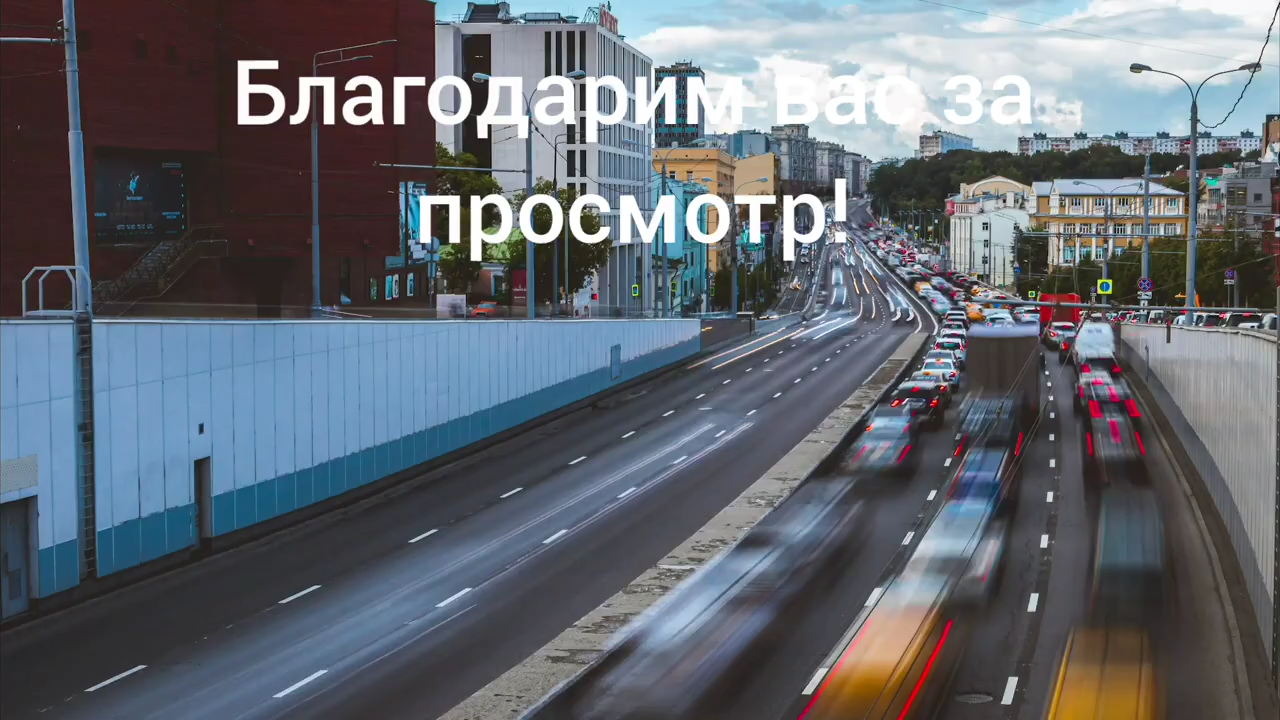 Благодарим вас за
просмотр!